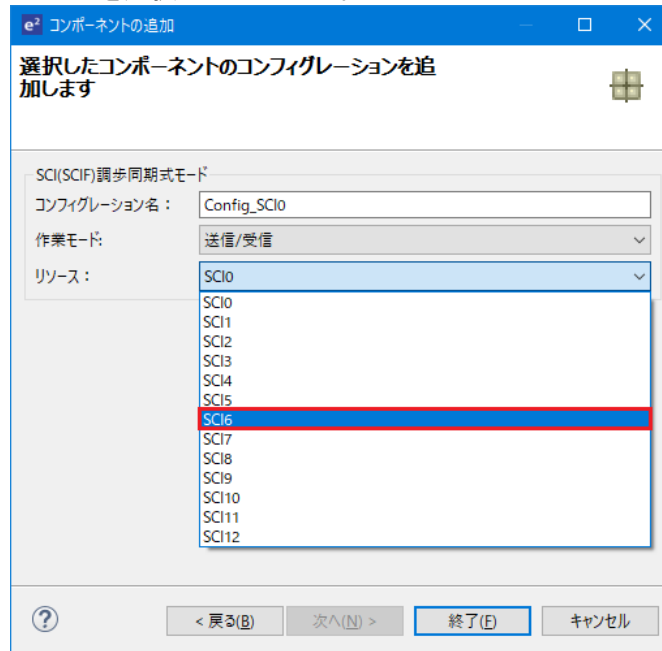 e² コンポーネントの追加
選択したコンポーネントのコンフィグレーションを追
加します
SCI(SCIF)調歩同期式モード
コンフィグレーション名： Config_SCI0
作業モード: 送信/受信
リソース： SCI0
SCI0
SCI1
SCI2
SCI3
SCI4
SCI5
SCI6
SCI7
SCI8
SCI9
SCI10
SCI11
SCI12
< 戻る(B) 次へ(N) > 終了(F) キャンセル